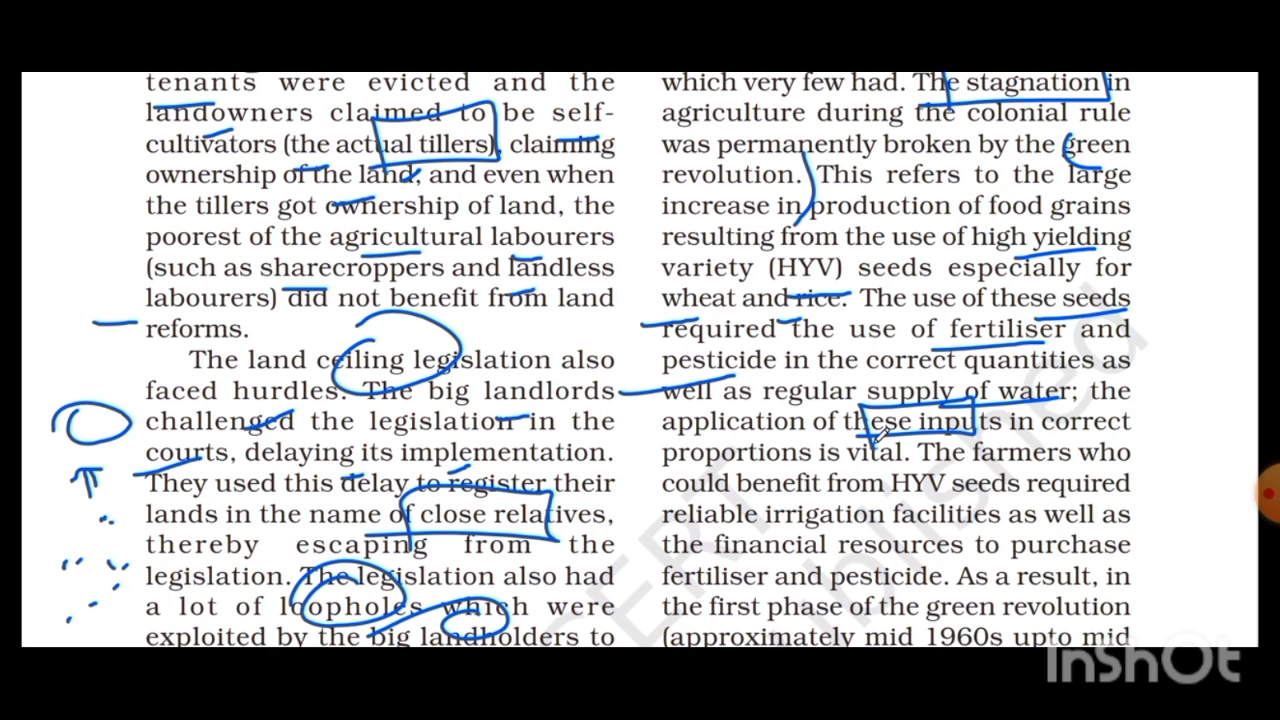 tenants were evicted and the
landowners claimed to be self-
cultivators (the actual tillers), claiming
ownership of the land; and even when
the tillers got ownership of land, the
poorest of the agricultural labourers
(such as sharecroppers and landless
labourers) did not benefit from land
reforms.
The land ceiling legislation also
faced hurdles. The big landlords
challenged the legislation in the
courts, delaying its implementation.
They used this delay to register their
lands in the name of close relatives,
thereby escaping from the
legislation. The legislation also had
a lot of loopholes which were
exploited by the big landholders to
which very few had. The stagnation in
agriculture during the colonial rule
was permanently broken by the green
revolution. This refers to the large
increase in production of food grains
resulting from the use of high yielding
variety (HYV) seeds especially for
wheat and rice. The use of these seeds
required the use of fertiliser and
pesticide in the correct quantities as
well as regular supply of water; the
application of these inputs in correct
proportions is vital. The farmers who
could benefit from HYV seeds required
reliable irrigation facilities as well as
the financial resources to purchase
fertiliser and pesticide. As a result, in
the first phase of the green revolution
(approximately mid 1960s upto mid
InShOt